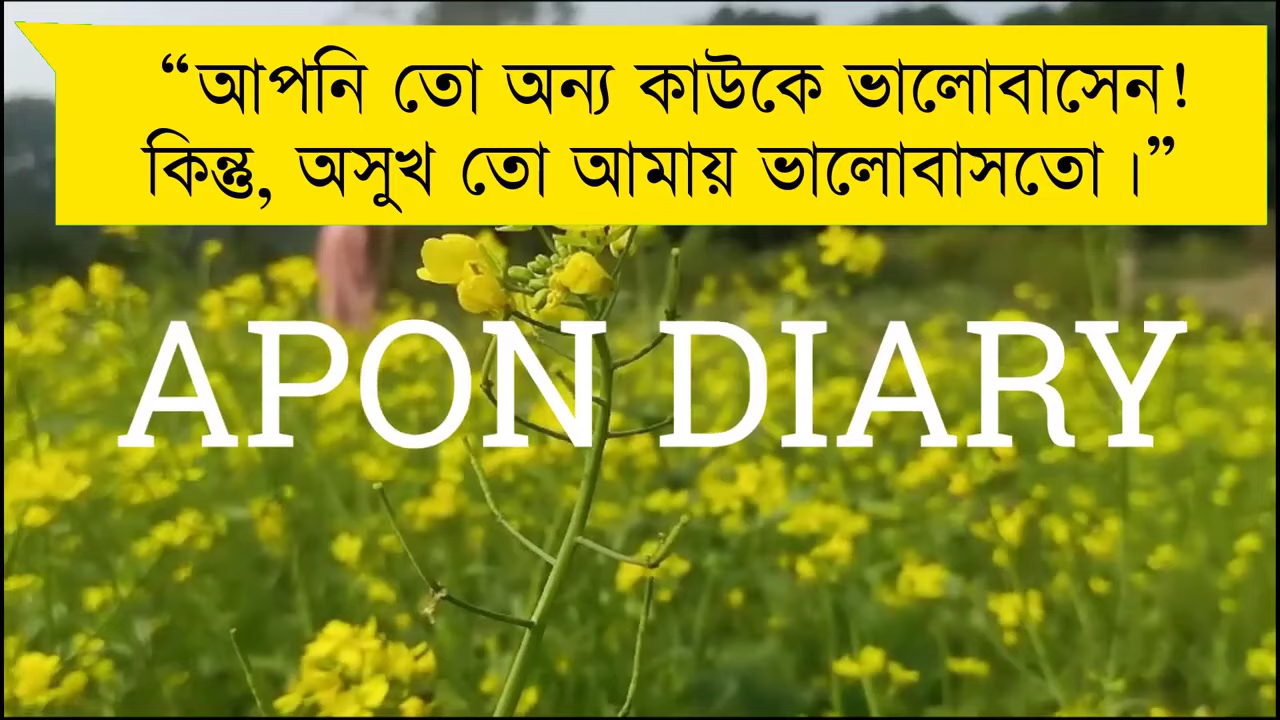 “আপনি তো অন্য কাউকে ভালোবাসেন!
কিন্তু, অসুখ তো আমায় ভালোবাসতো।”
APON DIARY